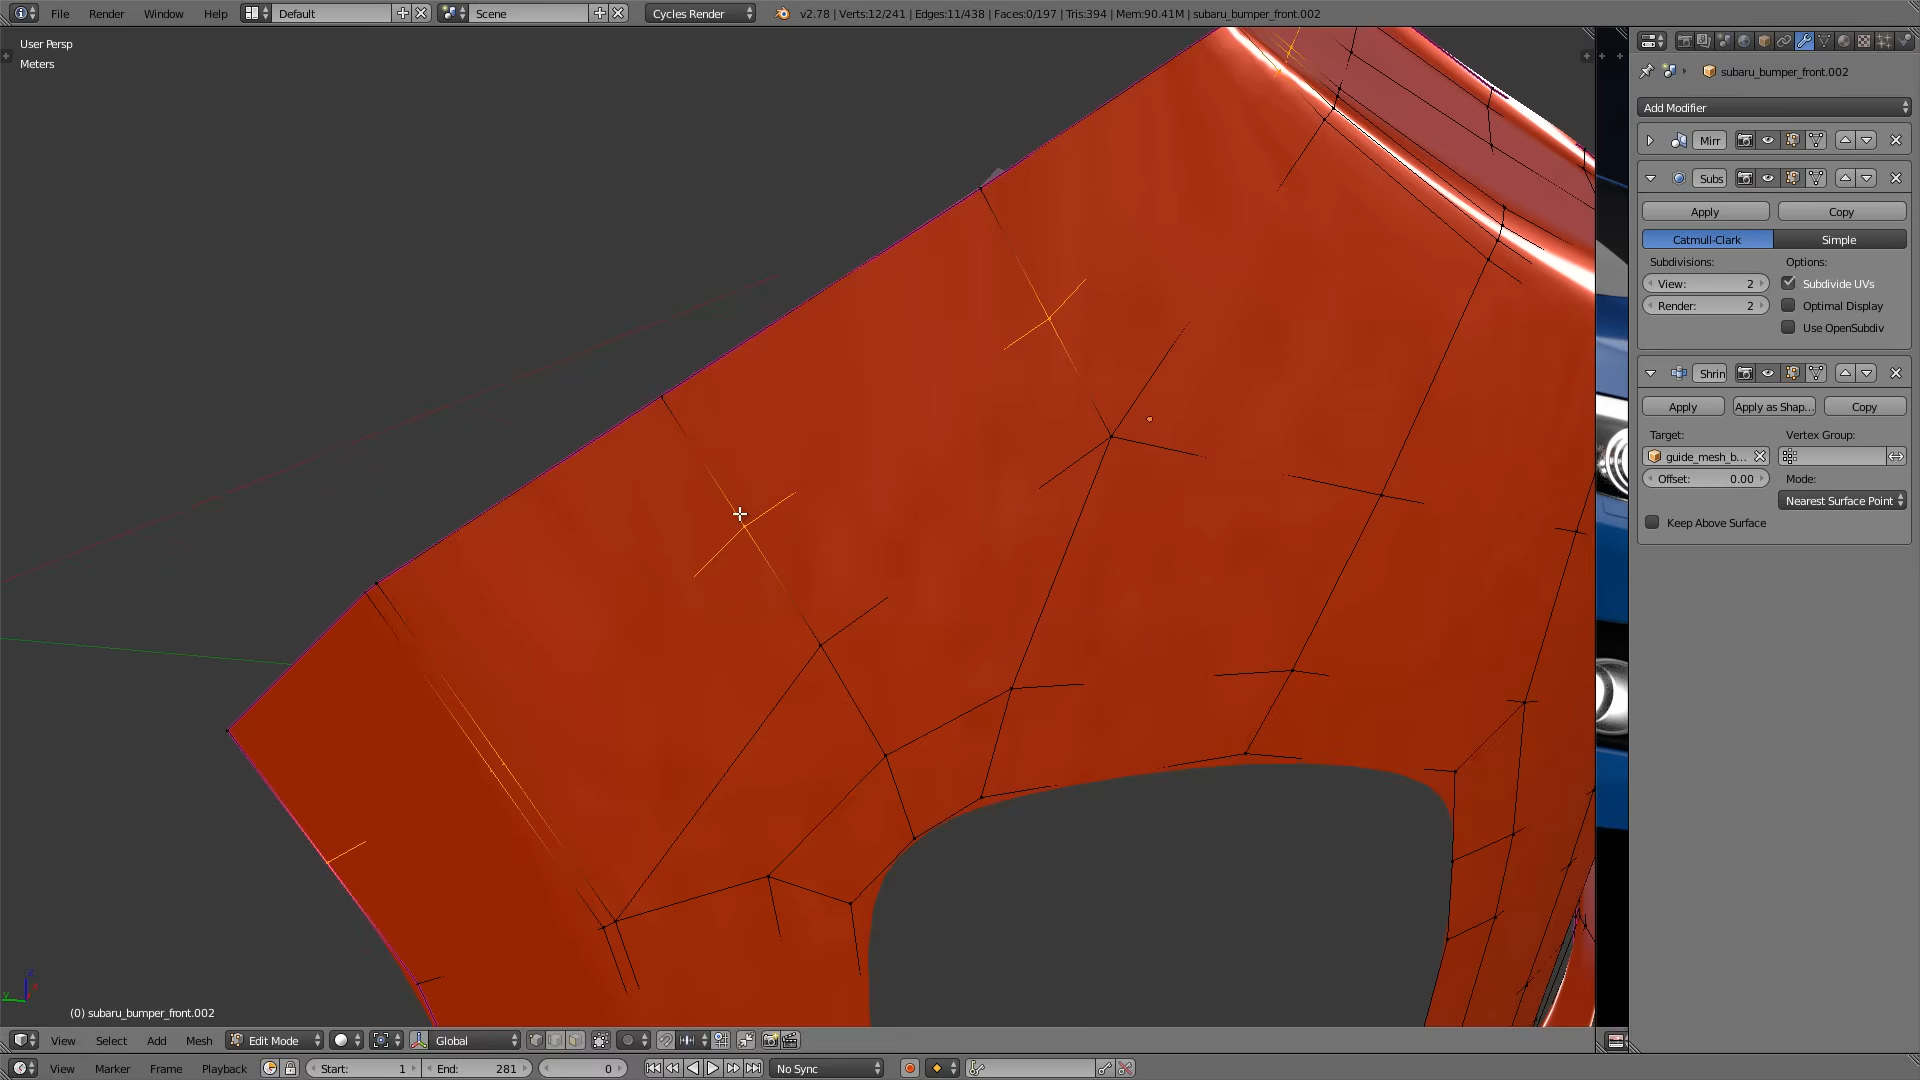 File Render Window Help Default Scene Cycles Render v2.78 | Verts:12/241 | Edges:11/438 | Faces:0/197 | Tris:394 | Mem:90.41M | subaru_bumper_front.002
User Persp
Meters
subaru_bumper_front.002
Add Modifier
Mirr
Subs
Apply Copy
Catmull-Clark Simple
Subdivisions: Options:
View: 2 Subdivide UVs
Render: 2 Optimal Display
Use OpenSubdiv
Shrin
Apply Apply as Shap... Copy
Target: Vertex Group:
guide_mesh_b...
Offset: 0.00 Mode:
Nearest Surface Point
Keep Above Surface
z
y x
(0) subaru_bumper_front.002
View Select Add Mesh Edit Mode Global
View Marker Frame Playback Start: 1 End: 281 0 No Sync